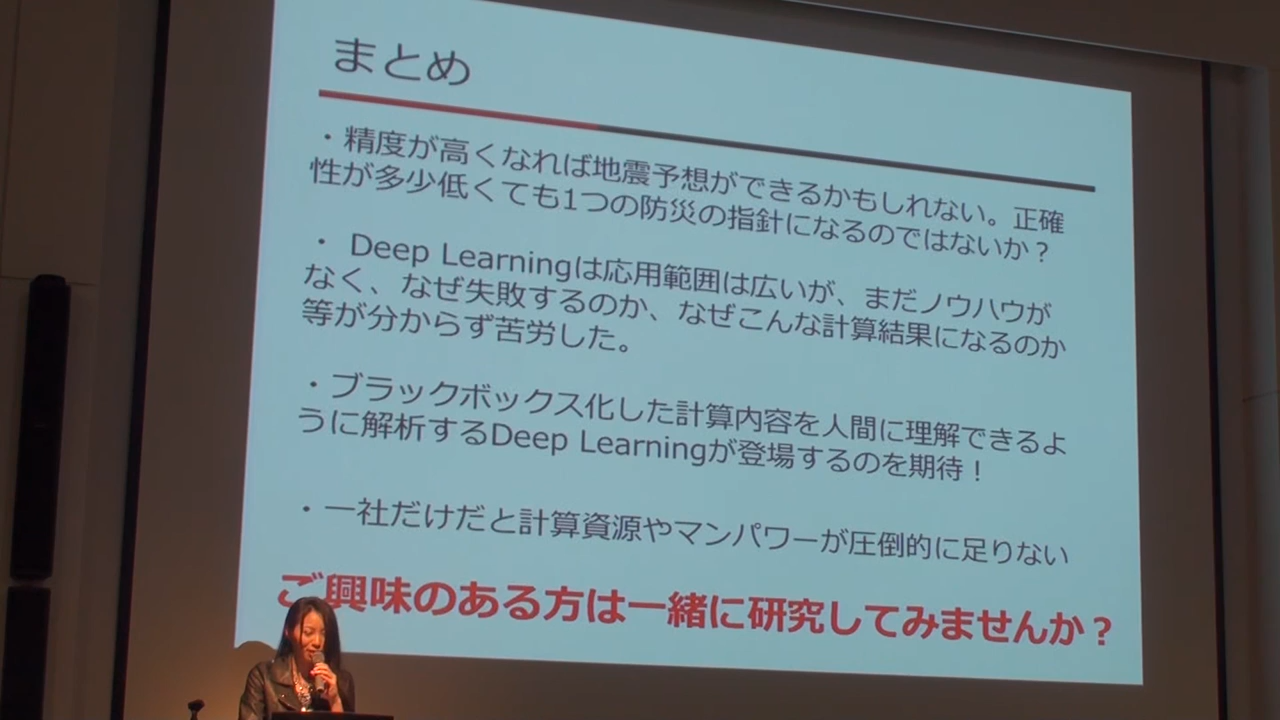 まとめ
・精度が高くなれば地震予想ができるかもしれない。正確
性が多少低くても1つの防災の指針になるのではないか？
・ Deep Learningは応用範囲は広いが、まだノウハウが
なく、なぜ失敗するのか、なぜこんな計算結果になるのか
等が分からず苦労した。
・ブラックボックス化した計算内容を人間に理解できるよ
うに解析するDeep Learningが登場するのを期待！
・一社だけだと計算資源やマンパワーが圧倒的に足りない
ご興味のある方は一緒に研究してみませんか？